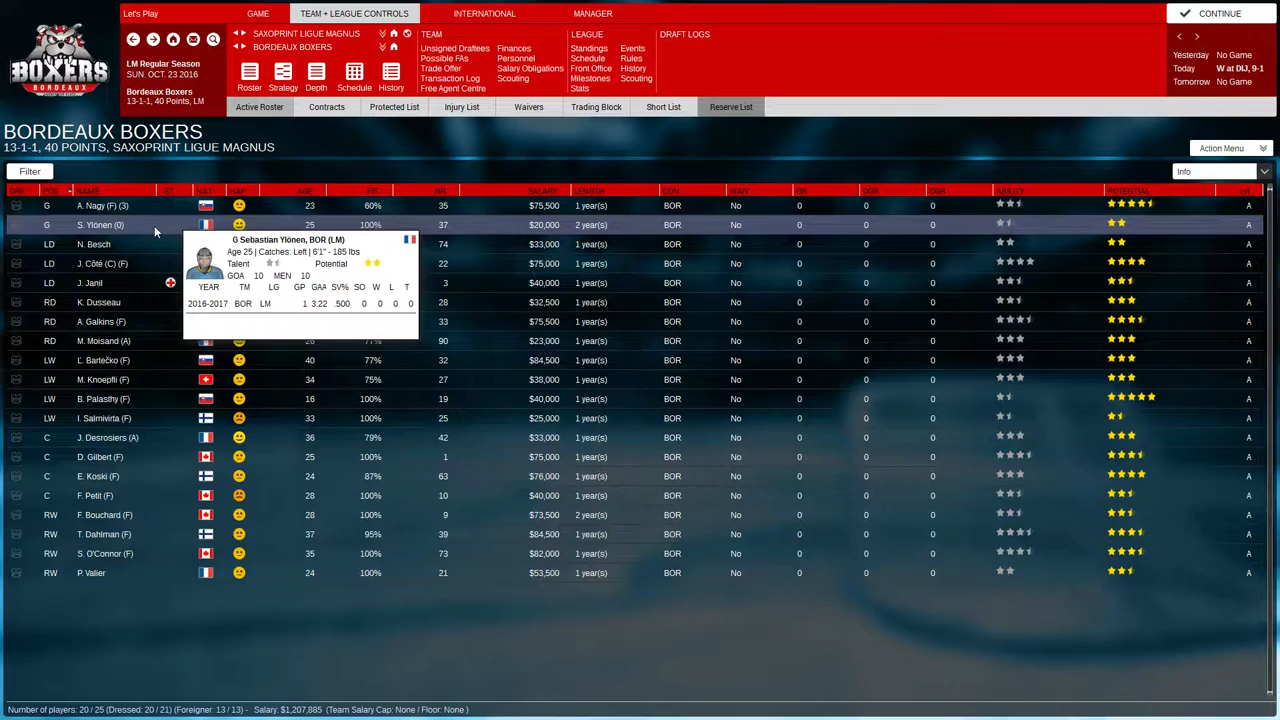 Let's Play
GAME
TEAM + LEAGUE CONTROLS
INTERNATIONAL
MANAGER
CONTINUE
BOXERS
BORDEAUX
LM Regular Season
SUN. OCT. 23 2016
Bordeaux Boxers
13-1-1, 40 Points, LM
SAXOPRINT LIGUE MAGNUS
BORDEAUX BOXERS
Roster Strategy Depth Schedule History
TEAM
Unsigned Draftees Finances
Possible FAs Personnel
Trade Offer Salary Obligations
Transaction Log Scouting
Free Agent Centre
LEAGUE
Standings Events
Schedule Rules
Front Office History
Milestones Scouting
Stats
DRAFT LOGS
Yesterday No Game
Today W at DIJ, 9-1
Tomorrow No Game
Active Roster Contracts Protected List Injury List Waivers Trading Block Short List Reserve List
BORDEAUX BOXERS
13-1-1, 40 POINTS, SAXOPRINT LIGUE MAGNUS
Action Menu
Filter
Info
DRE POS NAME ST NAT HAP AGE FIT. NR SALARY LENGTH CON WAIV GR OGR DGR ABILITY POTENTIAL Lvl
G A. Nagy (F) (3) 23 60% 35 $75,500 1 year(s) BOR No 0 0 0 A
G S. Ylönen (0) 25 100% 37 $20,000 2 year(s) BOR No 0 0 0 A
LD N. Besch 74 $33,000 1 year(s) BOR No 0 0 0 A
LD J. Côté (C) (F) 22 $75,000 1 year(s) BOR No 0 0 0 A
LD J. Janil 3 $40,000 1 year(s) BOR No 0 0 0 A
RD K. Dusseau 28 $32,500 1 year(s) BOR No 0 0 0 A
RD A. Galkins (F) 33 $75,500 1 year(s) BOR No 0 0 0 A
RD M. Moisand (A) 90 $23,000 1 year(s) BOR No 0 0 0 A
LW Ľ. Bartečko (F) 40 77% 32 $84,500 1 year(s) BOR No 0 0 0 A
LW M. Knoepfli (F) 34 75% 27 $38,000 1 year(s) BOR No 0 0 0 A
LW B. Palasthy (F) 16 100% 19 $40,000 1 year(s) BOR No 0 0 0 A
LW I. Salmivirta (F) 33 100% 25 $25,000 1 year(s) BOR No 0 0 0 A
C J. Desrosiers (A) 36 79% 42 $33,000 1 year(s) BOR No 0 0 0 A
C D. Gilbert (F) 25 100% 1 $75,000 1 year(s) BOR No 0 0 0 A
C E. Koski (F) 24 87% 63 $76,000 1 year(s) BOR No 0 0 0 A
C F. Petit (F) 28 100% 10 $40,000 1 year(s) BOR No 0 0 0 A
RW F. Bouchard (F) 28 100% 9 $73,500 2 year(s) BOR No 0 0 0 A
RW T. Dahlman (F) 37 95% 39 $84,500 1 year(s) BOR No 0 0 0 A
RW S. O'Connor (F) 35 100% 73 $82,000 1 year(s) BOR No 0 0 0 A
RW P. Valier 24 100% 21 $53,500 1 year(s) BOR No 0 0 0 A
G Sebastian Ylönen, BOR (LM)
Age 25 | Catches: Left | 6'1" - 185 lbs
Talent Potential
GOA 10 MEN 10
YEAR TM LG GP GAA SV% SO W L T
2016-2017 BOR LM 1 3.22 .500 0 0 0 0
Number of players: 20 / 25 (Dressed: 20 / 21) (Foreigner: 13 / 13) - Salary: $1,207,885 (Team Salary Cap: None / Floor: None )